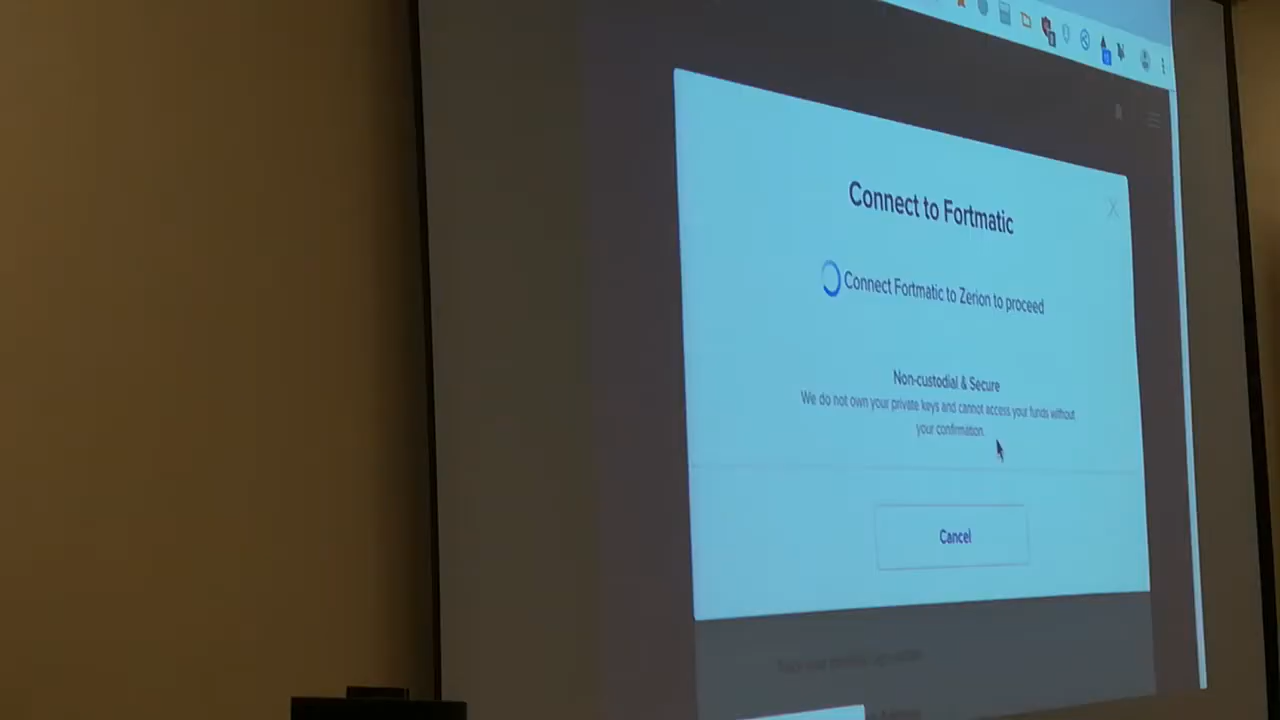 Connect to Fortmatic
Connect Fortmatic to Zerion to proceed
Non-custodial & Secure
We do not own your private keys and cannot access your funds without
your confirmation.
Cancel